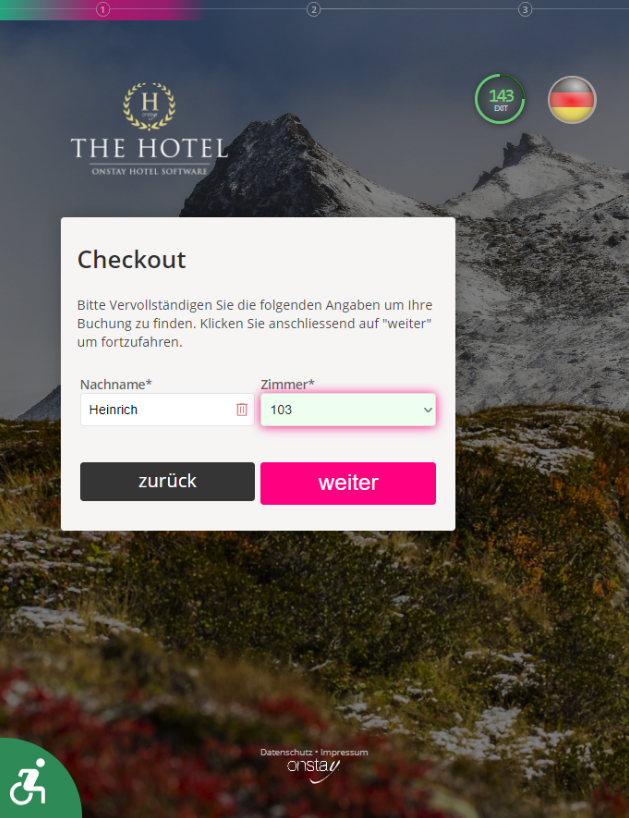 1
2
3
143
EXIT
H
THE HOTEL
ONSTAY HOTEL SOFTWARE
Checkout
Bitte Vervollständigen Sie die folgenden Angaben um Ihre
Buchung zu finden. Klicken Sie anschliessend auf "weiter"
um fortzufahren.
Nachname*
Zimmer*
Heinrich
103
zurück
weiter
Datenschutz • Impressum
onstay